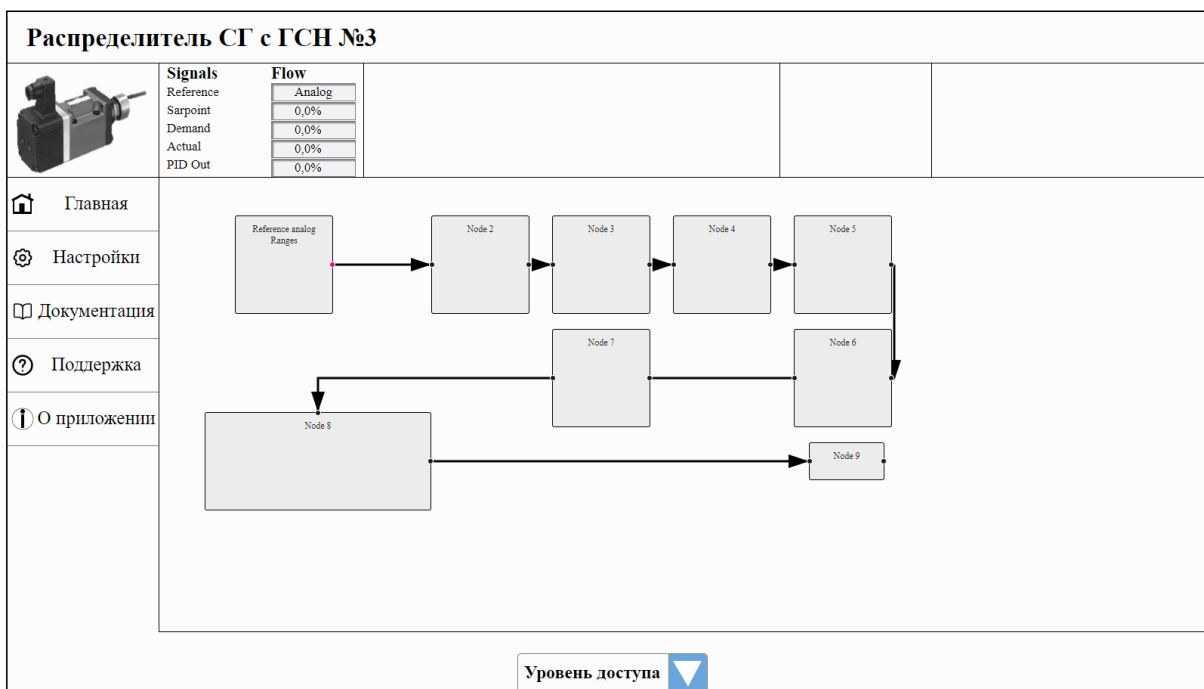 Распределитель СГ с ГСН №3
Signals Flow
Reference Analog
Sarpoint 0,0%
Demand 0,0%
Actual 0,0%
PID Out 0,0%
Главная
Настройки
Документация
Поддержка
О приложении
Reference analog
Ranges
Node 2
Node 3
Node 4
Node 5
Node 7
Node 6
Node 8
Node 9
Уровень доступа